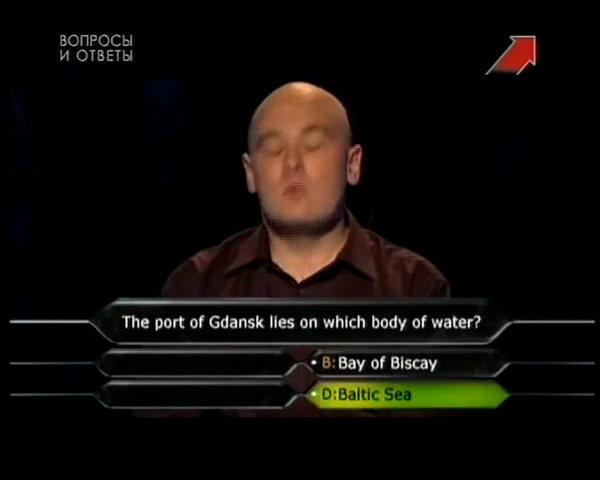 ВОПРОСЫ
И ОТВЕТЫ
The port of Gdansk lies on which body of water?
B: Bay of Biscay
D: Baltic Sea